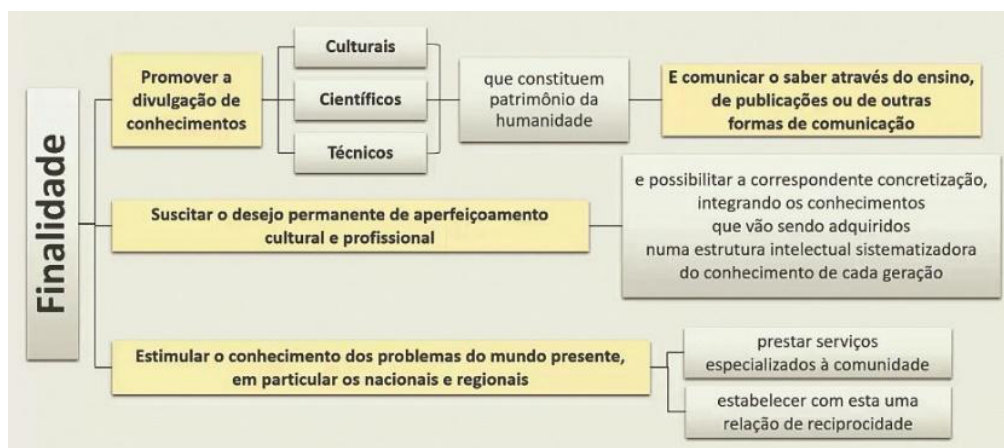 Finalidade
Promover a
divulgação de
conhecimentos
Culturais
Científicos
Técnicos
que constituem
patrimônio da
humanidade
E comunicar o saber através do ensino,
de publicações ou de outras
formas de comunicação
Suscitar o desejo permanente de aperfeiçoamento
cultural e profissional
e possibilitar a correspondente concretização,
integrando os conhecimentos
que vão sendo adquiridos
numa estrutura intelectual sistematizadora
do conhecimento de cada geração
Estimular o conhecimento dos problemas do mundo presente,
em particular os nacionais e regionais
prestar serviços
especializados à comunidade
estabelecer com esta uma
relação de reciprocidade